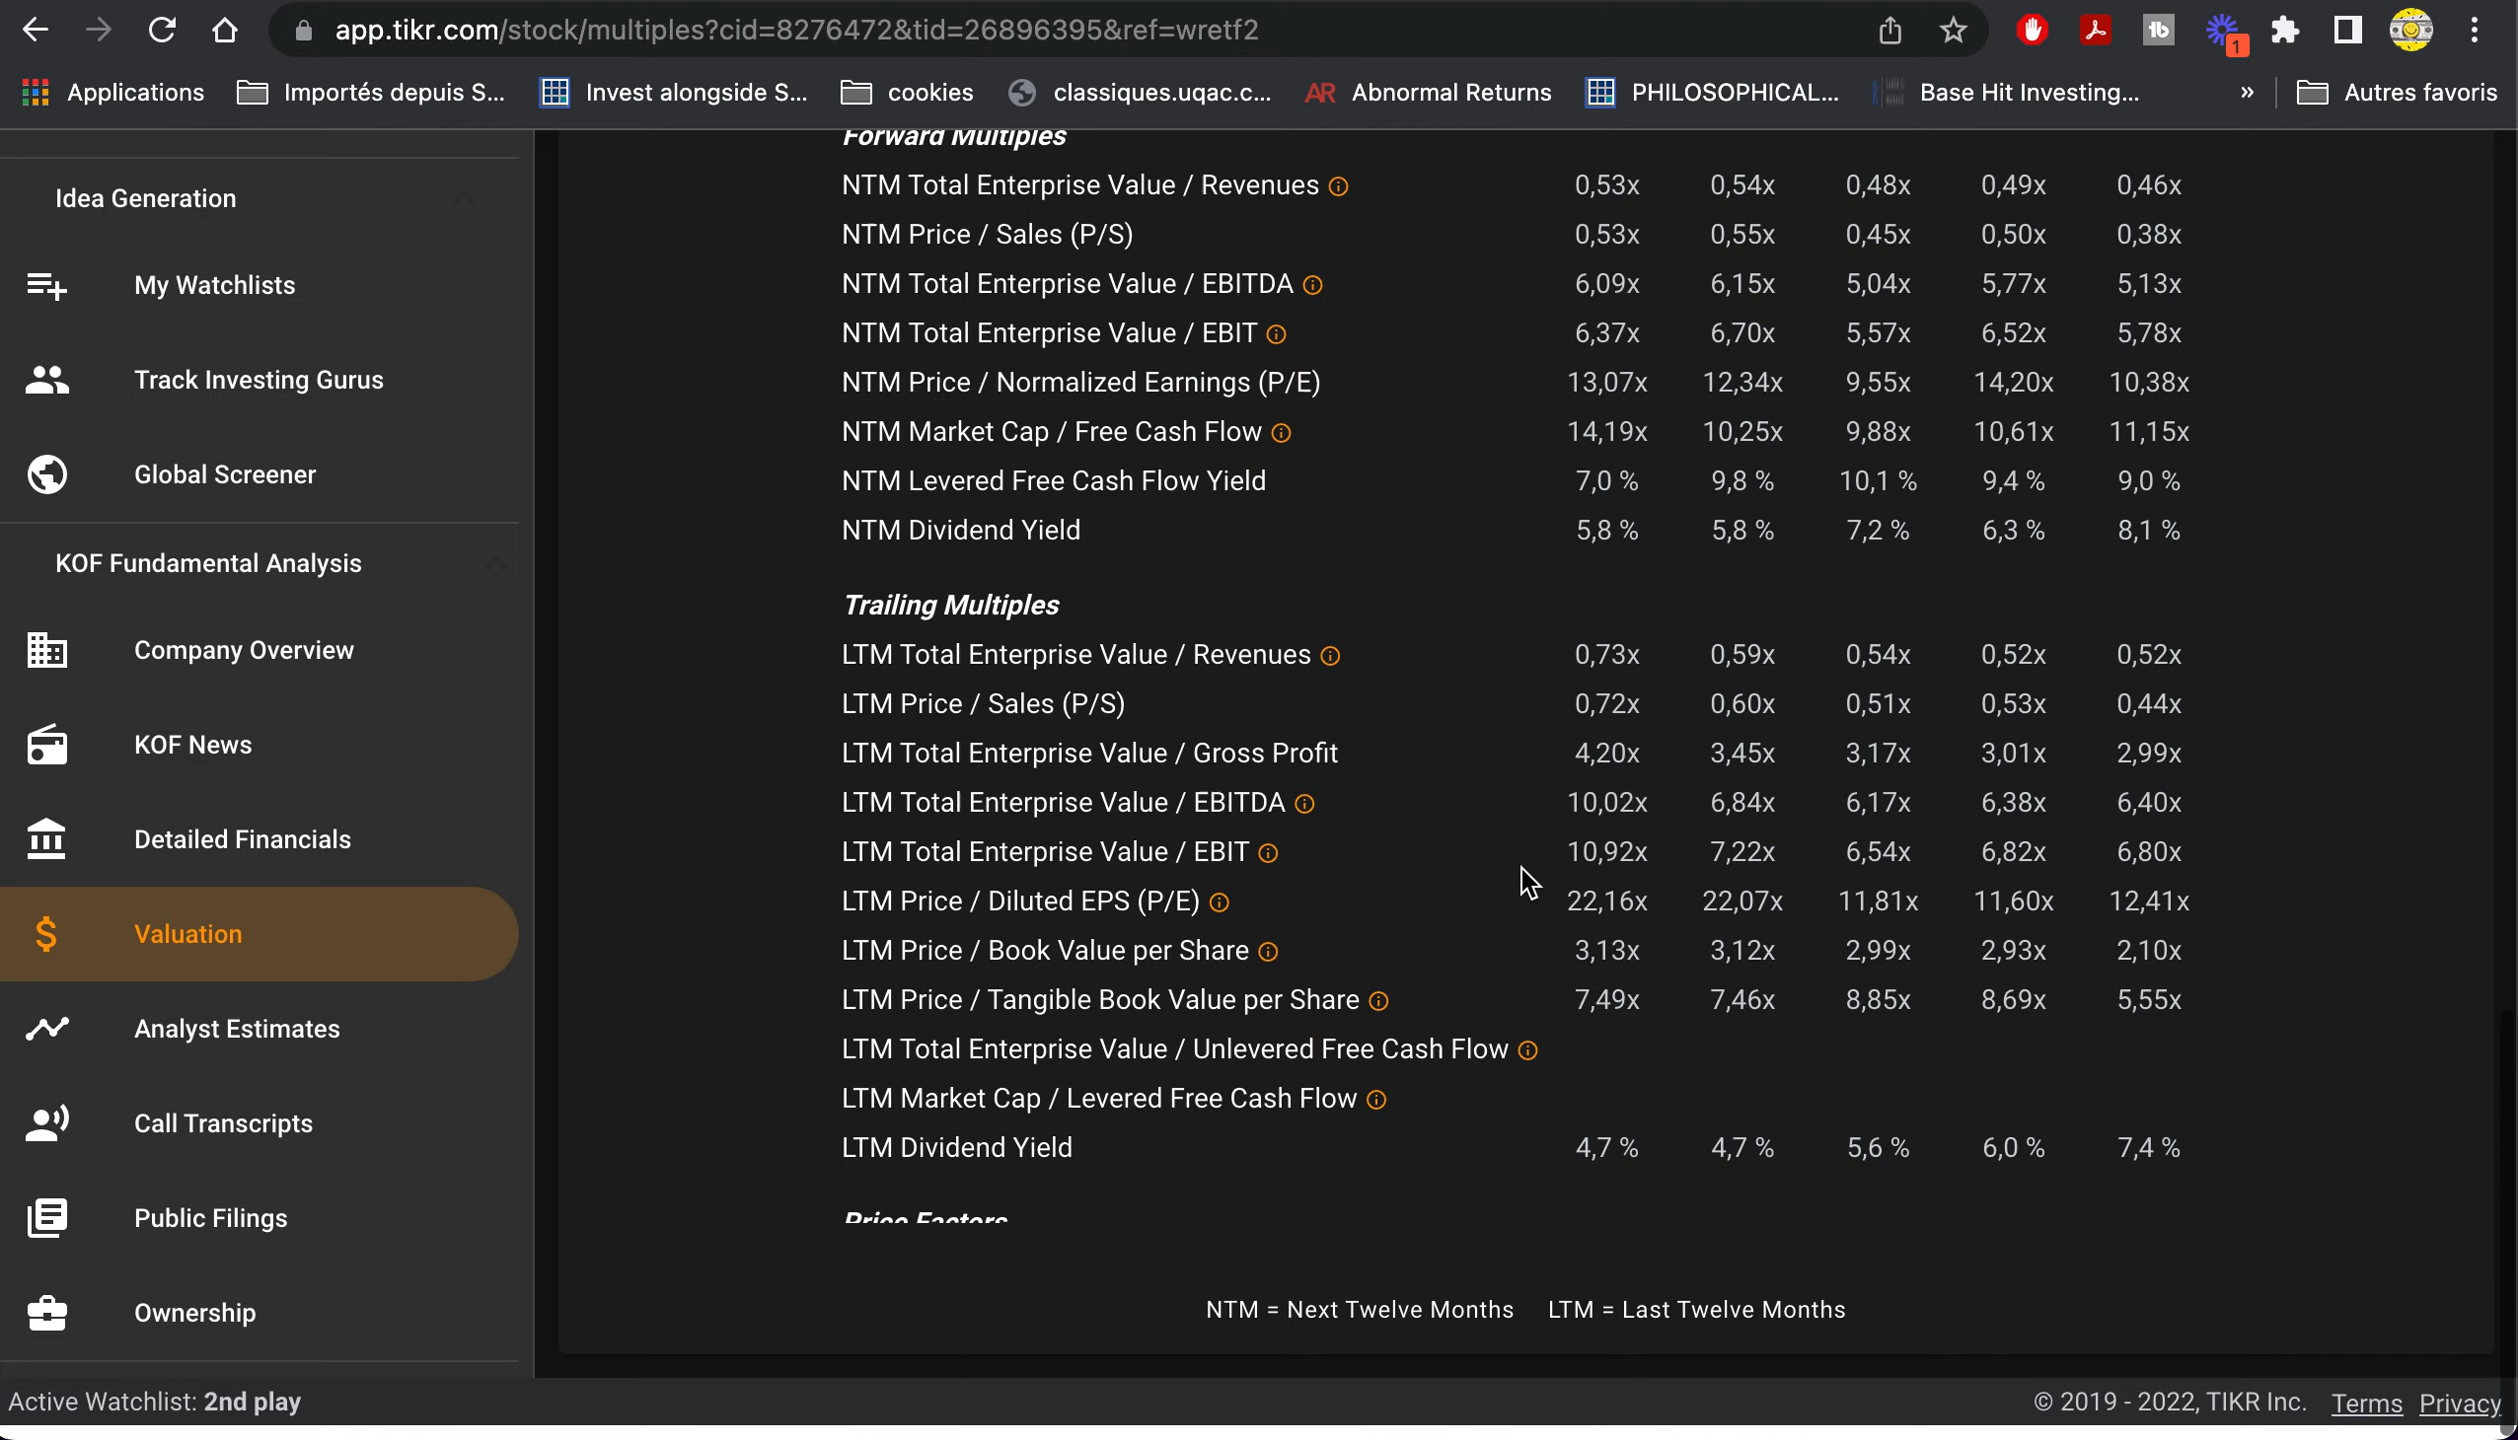 app.tikr.com/stock/multiples?cid=8276472&tid=26896395&ref=wretf2
1
Applications
Importés depuis S...
Invest alongside S...
cookies
classiques.uqac.c...
AR Abnormal Returns
PHILOSOPHICAL...
Base Hit Investing...
»
Autres favoris
Idea Generation
My Watchlists
Track Investing Gurus
Global Screener
KOF Fundamental Analysis
Company Overview
KOF News
Detailed Financials
$ Valuation
Analyst Estimates
Call Transcripts
Public Filings
Ownership
Forward Multiples
NTM Total Enterprise Value / Revenues 0,53x 0,54x 0,48x 0,49x 0,46x
NTM Price / Sales (P/S) 0,53x 0,55x 0,45x 0,50x 0,38x
NTM Total Enterprise Value / EBITDA 6,09x 6,15x 5,04x 5,77x 5,13x
NTM Total Enterprise Value / EBIT 6,37x 6,70x 5,57x 6,52x 5,78x
NTM Price / Normalized Earnings (P/E) 13,07x 12,34x 9,55x 14,20x 10,38x
NTM Market Cap / Free Cash Flow 14,19x 10,25x 9,88x 10,61x 11,15x
NTM Levered Free Cash Flow Yield 7,0 % 9,8 % 10,1 % 9,4 % 9,0 %
NTM Dividend Yield 5,8 % 5,8 % 7,2 % 6,3 % 8,1 %
Trailing Multiples
LTM Total Enterprise Value / Revenues 0,73x 0,59x 0,54x 0,52x 0,52x
LTM Price / Sales (P/S) 0,72x 0,60x 0,51x 0,53x 0,44x
LTM Total Enterprise Value / Gross Profit 4,20x 3,45x 3,17x 3,01x 2,99x
LTM Total Enterprise Value / EBITDA 10,02x 6,84x 6,17x 6,38x 6,40x
LTM Total Enterprise Value / EBIT 10,92x 7,22x 6,54x 6,82x 6,80x
LTM Price / Diluted EPS (P/E) 22,16x 22,07x 11,81x 11,60x 12,41x
LTM Price / Book Value per Share 3,13x 3,12x 2,99x 2,93x 2,10x
LTM Price / Tangible Book Value per Share 7,49x 7,46x 8,85x 8,69x 5,55x
LTM Total Enterprise Value / Unlevered Free Cash Flow
LTM Market Cap / Levered Free Cash Flow
LTM Dividend Yield 4,7 % 4,7 % 5,6 % 6,0 % 7,4 %
Price Factors
NTM = Next Twelve Months LTM = Last Twelve Months
Active Watchlist: 2nd play
© 2019 - 2022, TIKR Inc. Terms Privacy